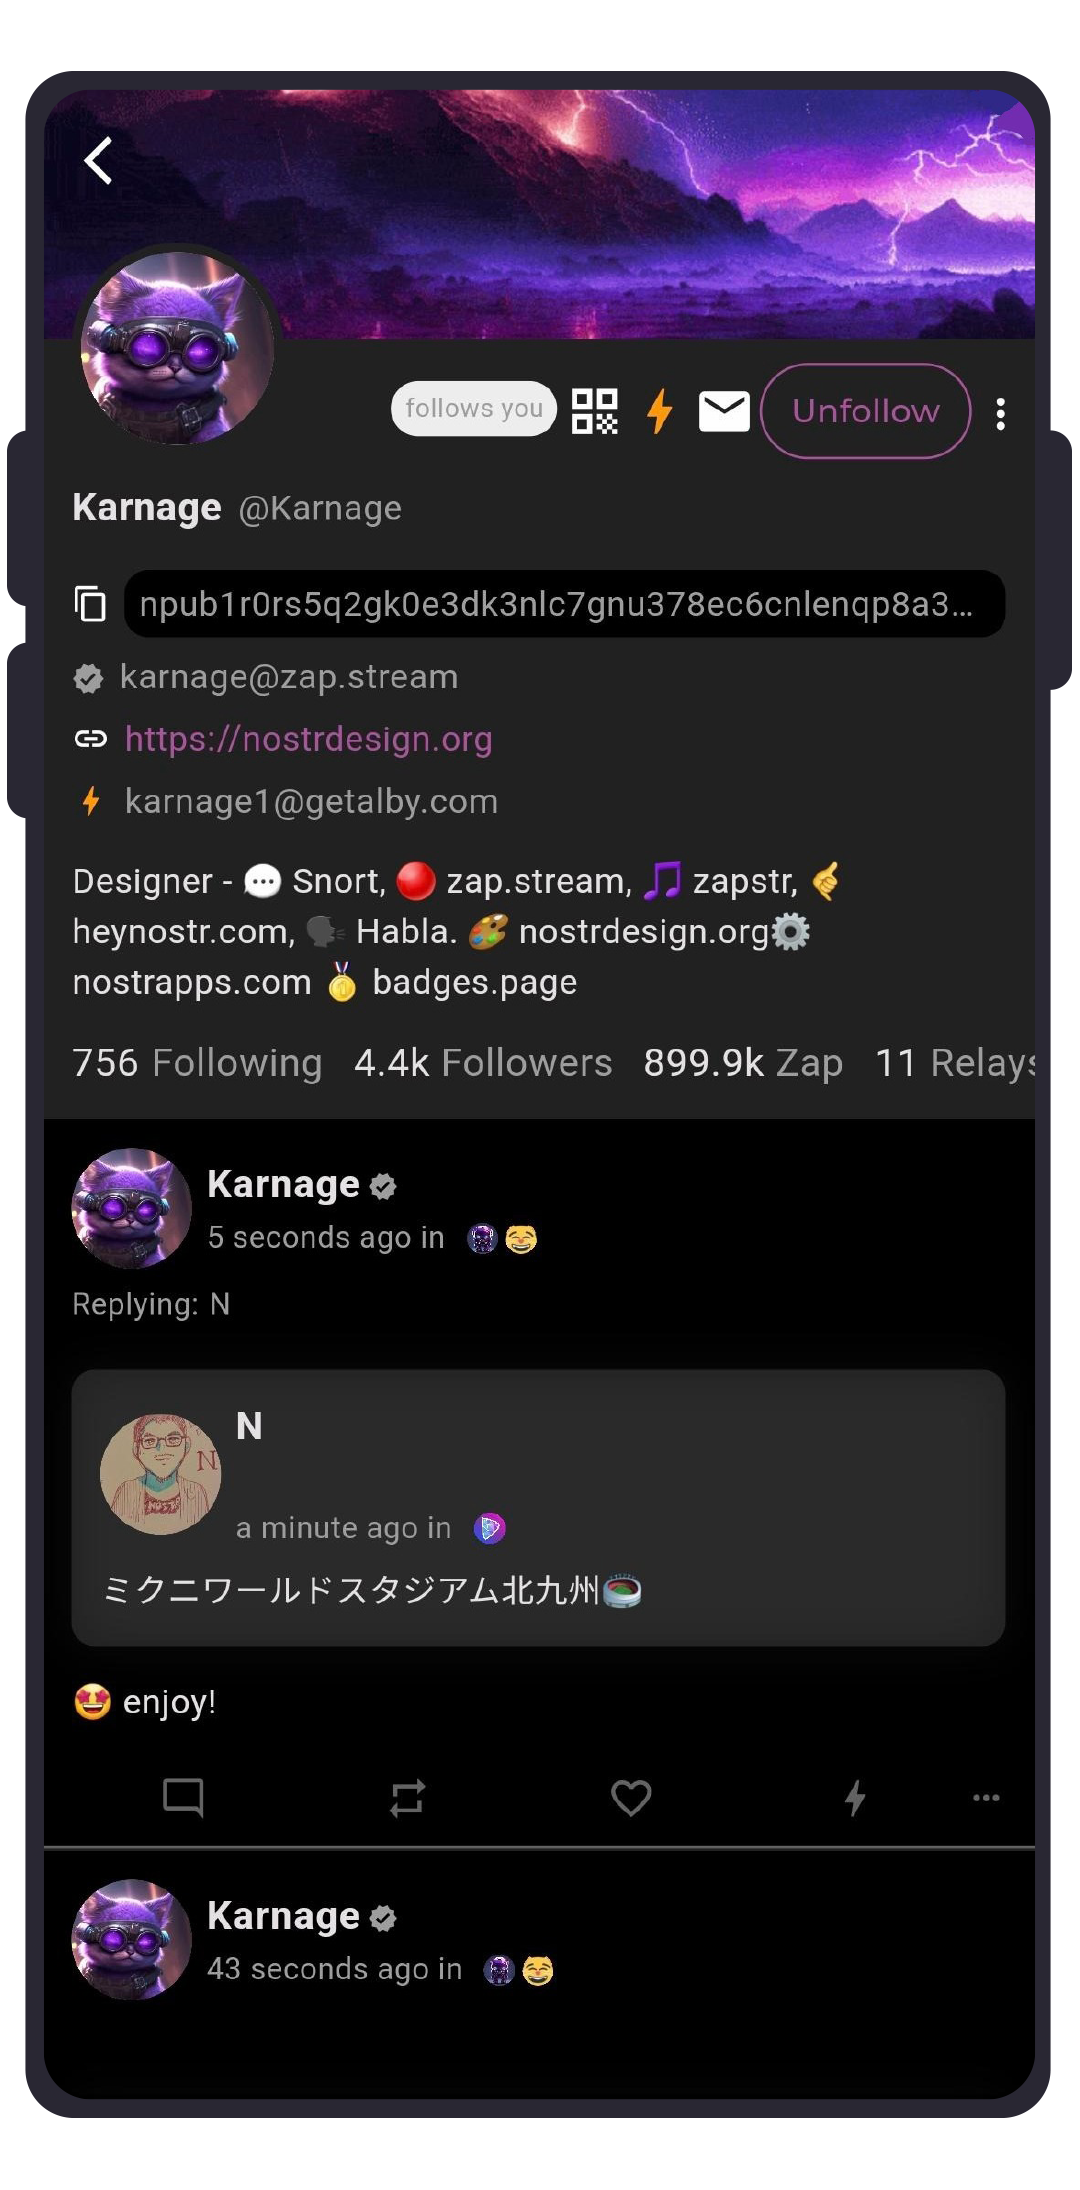 follows you
Unfollow
Karnage @Karnage
npub1r0rs5q2gk0e3dk3nlc7gnu378ec6cnlenqp8a3…
karnage@zap.stream
https://nostrdesign.org
karnage1@getalby.com
Designer - 💬 Snort, 🔴 zap.stream, 🎵 zapstr, 🤙
heynostr.com, 🗣 Habla. 🎨 nostrdesign.org⚙️
nostrapps.com 🏅 badges.page
756 Following 4.4k Followers 899.9k Zap 11 Relays
Karnage
5 seconds ago in
Replying: N
N
a minute ago in
ミクニワールドスタジアム北九州🏟
🤩 enjoy!
Karnage
43 seconds ago in